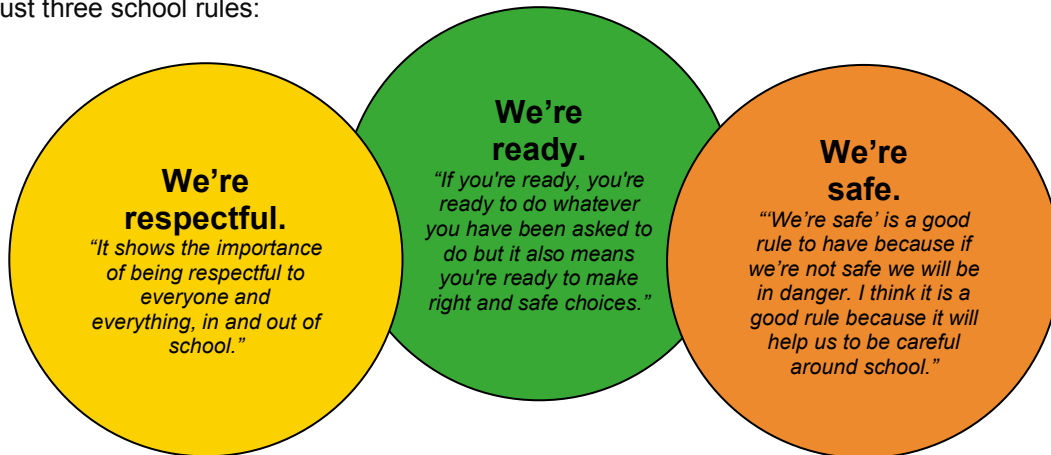 ust three school rules:
We’re
respectful.
“It shows the importance
of being respectful to
everyone and
everything, in and out of
school.”
We’re
ready.
“If you're ready, you're
ready to do whatever
you have been asked to
do but it also means
you're ready to make
right and safe choices.”
We’re
safe.
“‘We’re safe’ is a good
rule to have because if
we’re not safe we will be
in danger. I think it is a
good rule because it will
help us to be careful
around school.”